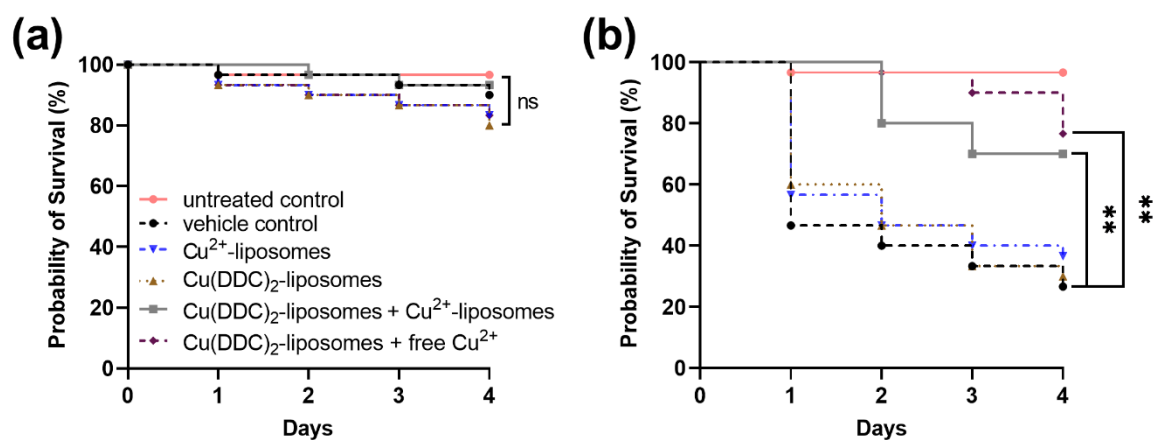 (a)
Probability of Survival (%)
100
80
60
40
20
0
0 1 2 3 4
Days
ns
untreated control
vehicle control
Cu²⁺-liposomes
Cu(DDC)₂-liposomes
Cu(DDC)₂-liposomes + Cu²⁺-liposomes
Cu(DDC)₂-liposomes + free Cu²⁺
(b)
Probability of Survival (%)
100
80
60
40
20
0
0 1 2 3 4
Days
**
**